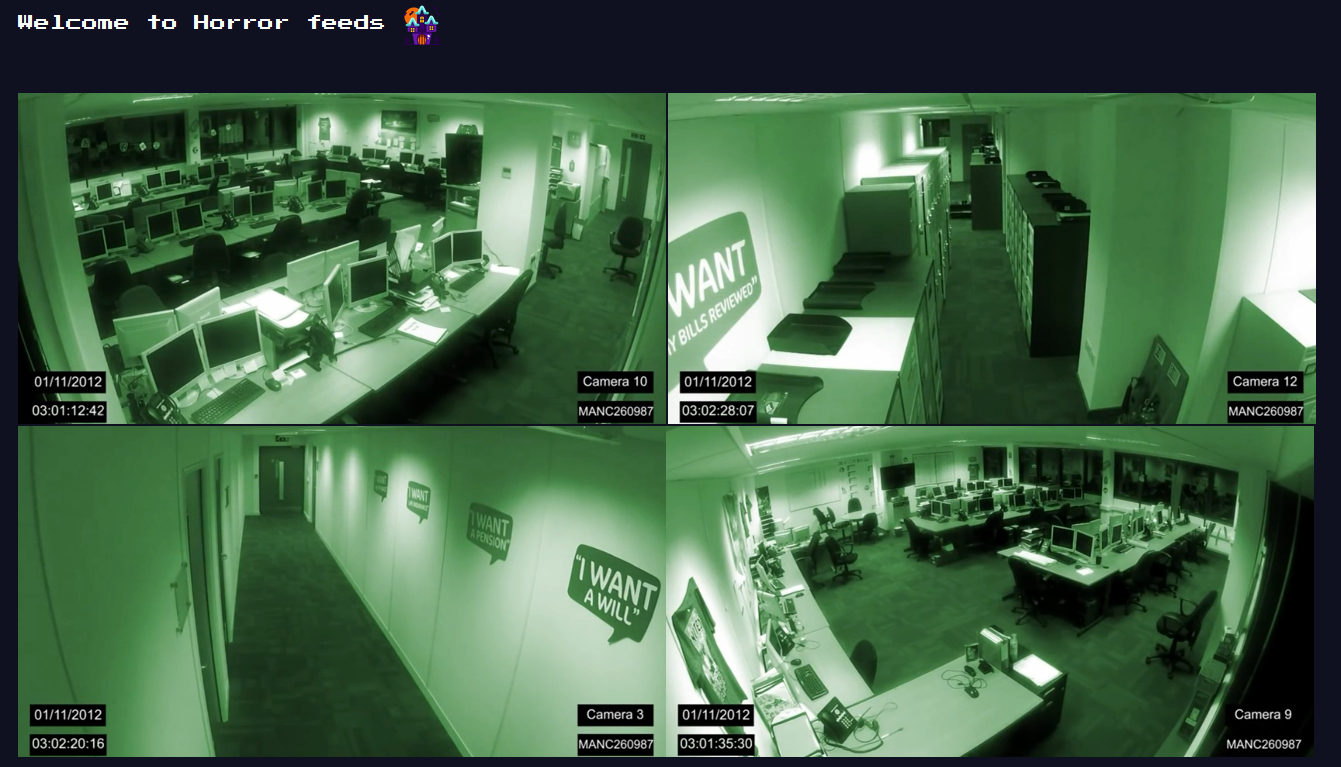 Welcome to Horror feeds
01/11/2012
Camera 10
03:01:12:42
MANC260987
WANT
Y BILLS REVIEWED"
01/11/2012
Camera 12
03:02:28:07
MANC260987
"I WANT
"I WANT
A PENSION"
"I WANT
A WILL"
01/11/2012
Camera 3
03:02:20:16
MANC260987
01/11/2012
Camera 9
03:01:35:30
MANC260987